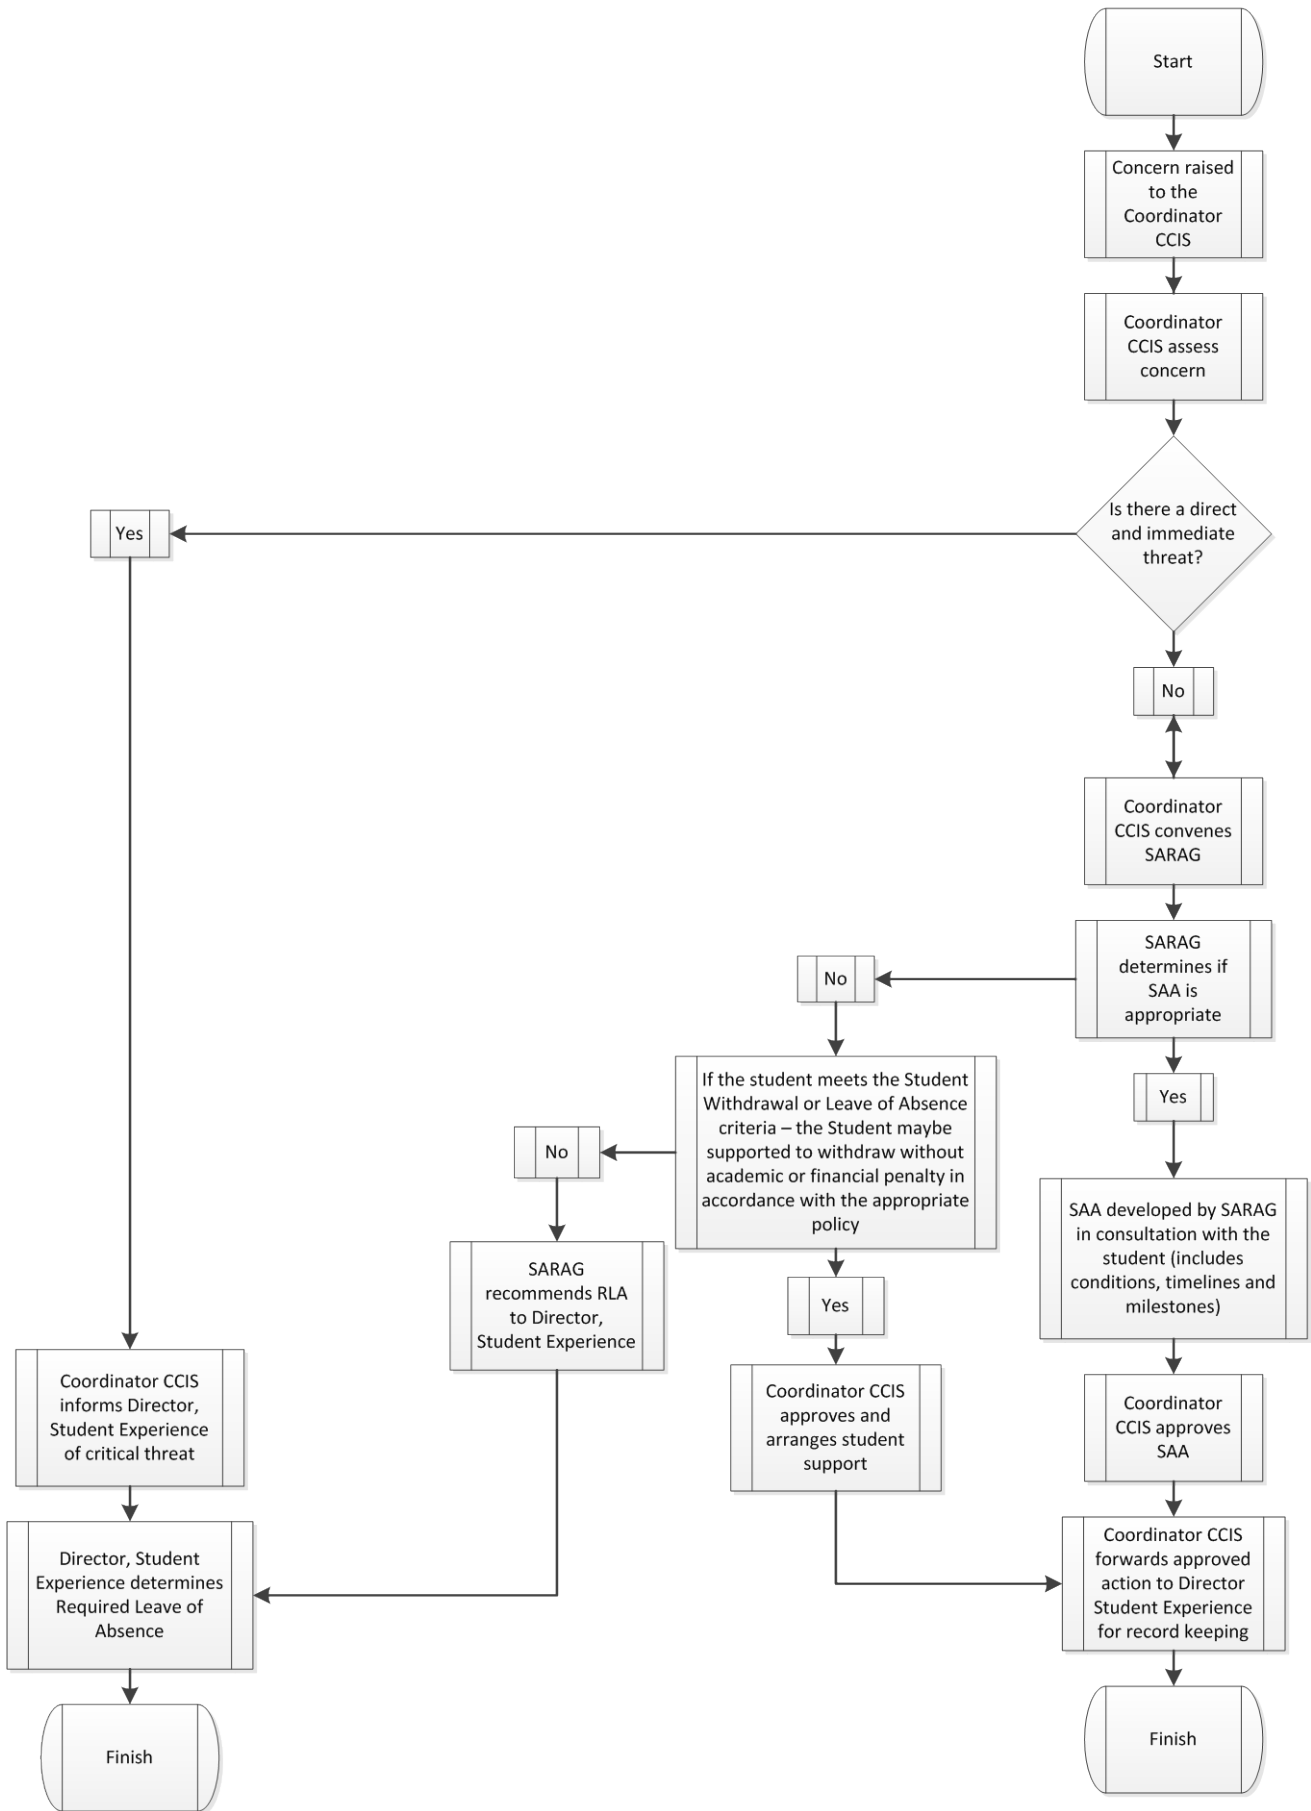 Start
Concern raised
to the
Coordinator
CCIS
Coordinator
CCIS assess
concern
Is there a direct
and immediate
threat?
Yes
No
Coordinator
CCIS convenes
SARAG
SARAG
determines if
SAA is
appropriate
No
Yes
If the student meets the Student
Withdrawal or Leave of Absence
criteria – the Student maybe
supported to withdraw without
academic or financial penalty in
accordance with the appropriate
policy
No
Yes
SARAG
recommends RLA
to Director,
Student Experience
SAA developed by SARAG
in consultation with the
student (includes
conditions, timelines and
milestones)
Coordinator CCIS
informs Director,
Student Experience
of critical threat
Coordinator CCIS
approves and
arranges student
support
Coordinator
CCIS approves
SAA
Director, Student
Experience determines
Required Leave of
Absence
Coordinator CCIS
forwards approved
action to Director
Student Experience
for record keeping
Finish
Finish